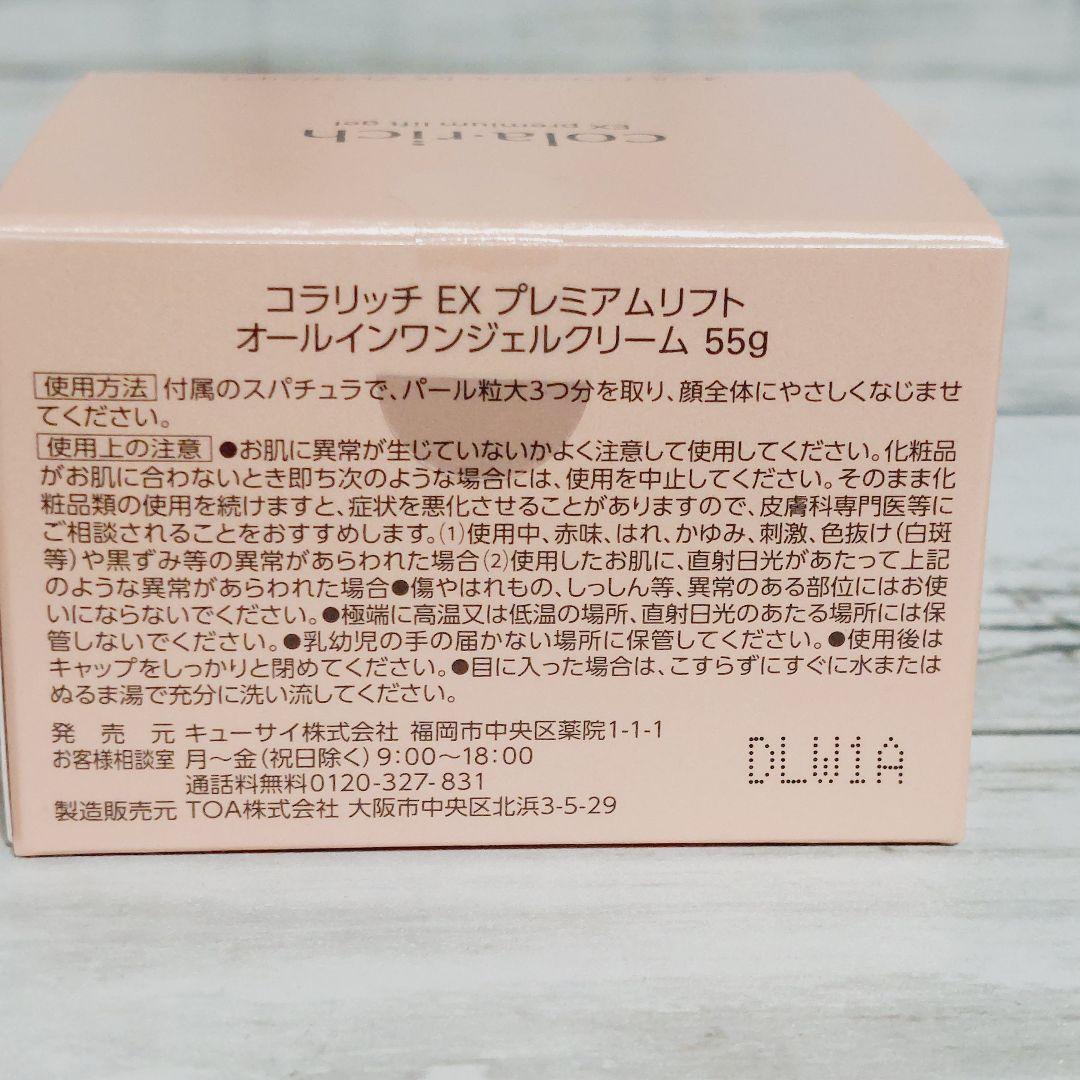 cola·rich
EX premium lift gel
コラリッチ EX プレミアムリフト
オールインワンジェルクリーム 55g
使用方法 付属のスパチュラで、パール粒大3つ分を取り、顔全体にやさしくなじませ
てください。
使用上の注意 ●お肌に異常が生じていないかよく注意して使用してください。化粧品
がお肌に合わないとき即ち次のような場合には、使用を中止してください。そのまま化
粧品類の使用を続けますと、症状を悪化させることがありますので、皮膚科専門医等に
ご相談されることをおすすめします。(1)使用中、赤味、はれ、かゆみ、刺激、色抜け(白斑
等)や黒ずみ等の異常があらわれた場合(2)使用したお肌に、直射日光があたって上記
のような異常があらわれた場合●傷やはれもの、しっしん等、異常のある部位にはお使
いにならないでください。●極端に高温又は低温の場所、直射日光のあたる場所には保
管しないでください。●乳幼児の手の届かない場所に保管してください。●使用後は
キャップをしっかりと閉めてください。●目に入った場合は、こすらずにすぐに水または
ぬるま湯で充分に洗い流してください。
発売元 キューサイ株式会社 福岡市中央区薬院1-1-1
お客様相談室 月～金(祝日除く)9:00～18:00
通話料無料0120-327-831
製造販売元 TOA株式会社 大阪市中央区北浜3-5-29
DLW1A